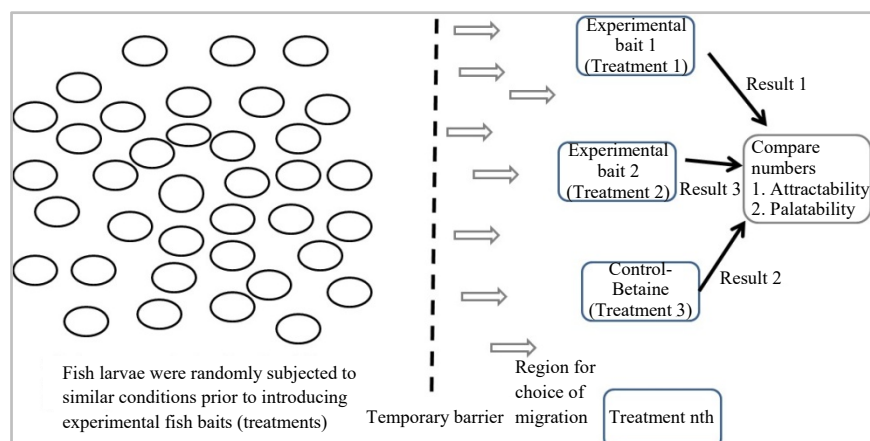 Experimental
bait 1
(Treatment 1)
Result 1
Experimental
bait 2
(Treatment 2)
Result 3
Compare
numbers
1. Attractability
2. Palatability
Control-
Betaine
(Treatment 3)
Result 2
Fish larvae were randomly subjected to
similar conditions prior to introducing
experimental fish baits (treatments)
Temporary barrier
Region for
choice of
migration
Treatment nth